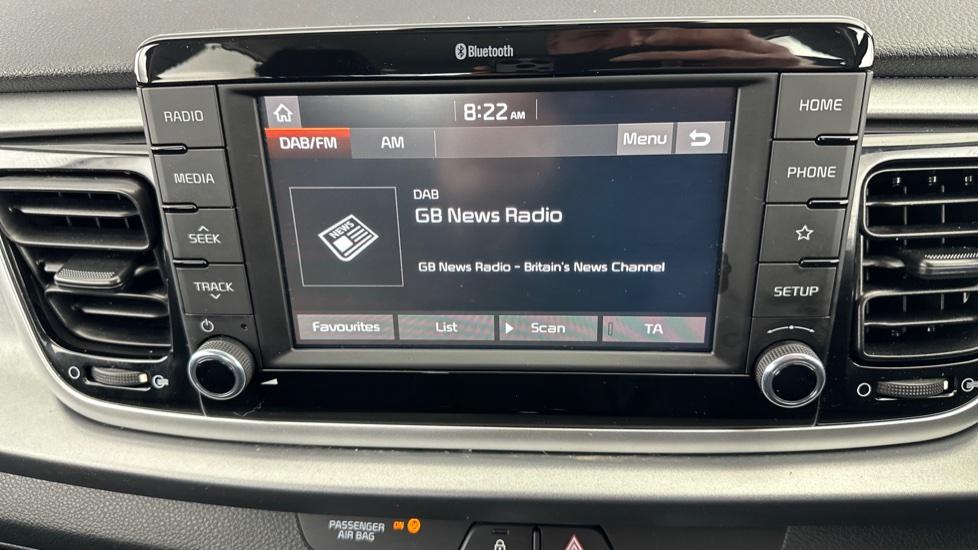 Bluetooth
RADIO
MEDIA
SEEK
TRACK
8:22 AM
DAB/FM AM Menu
NEWS
DAB
GB News Radio
GB News Radio - Britain's News Channel
Favourites List Scan TA
HOME
PHONE
SETUP
PASSENGER ON
AIR BAG